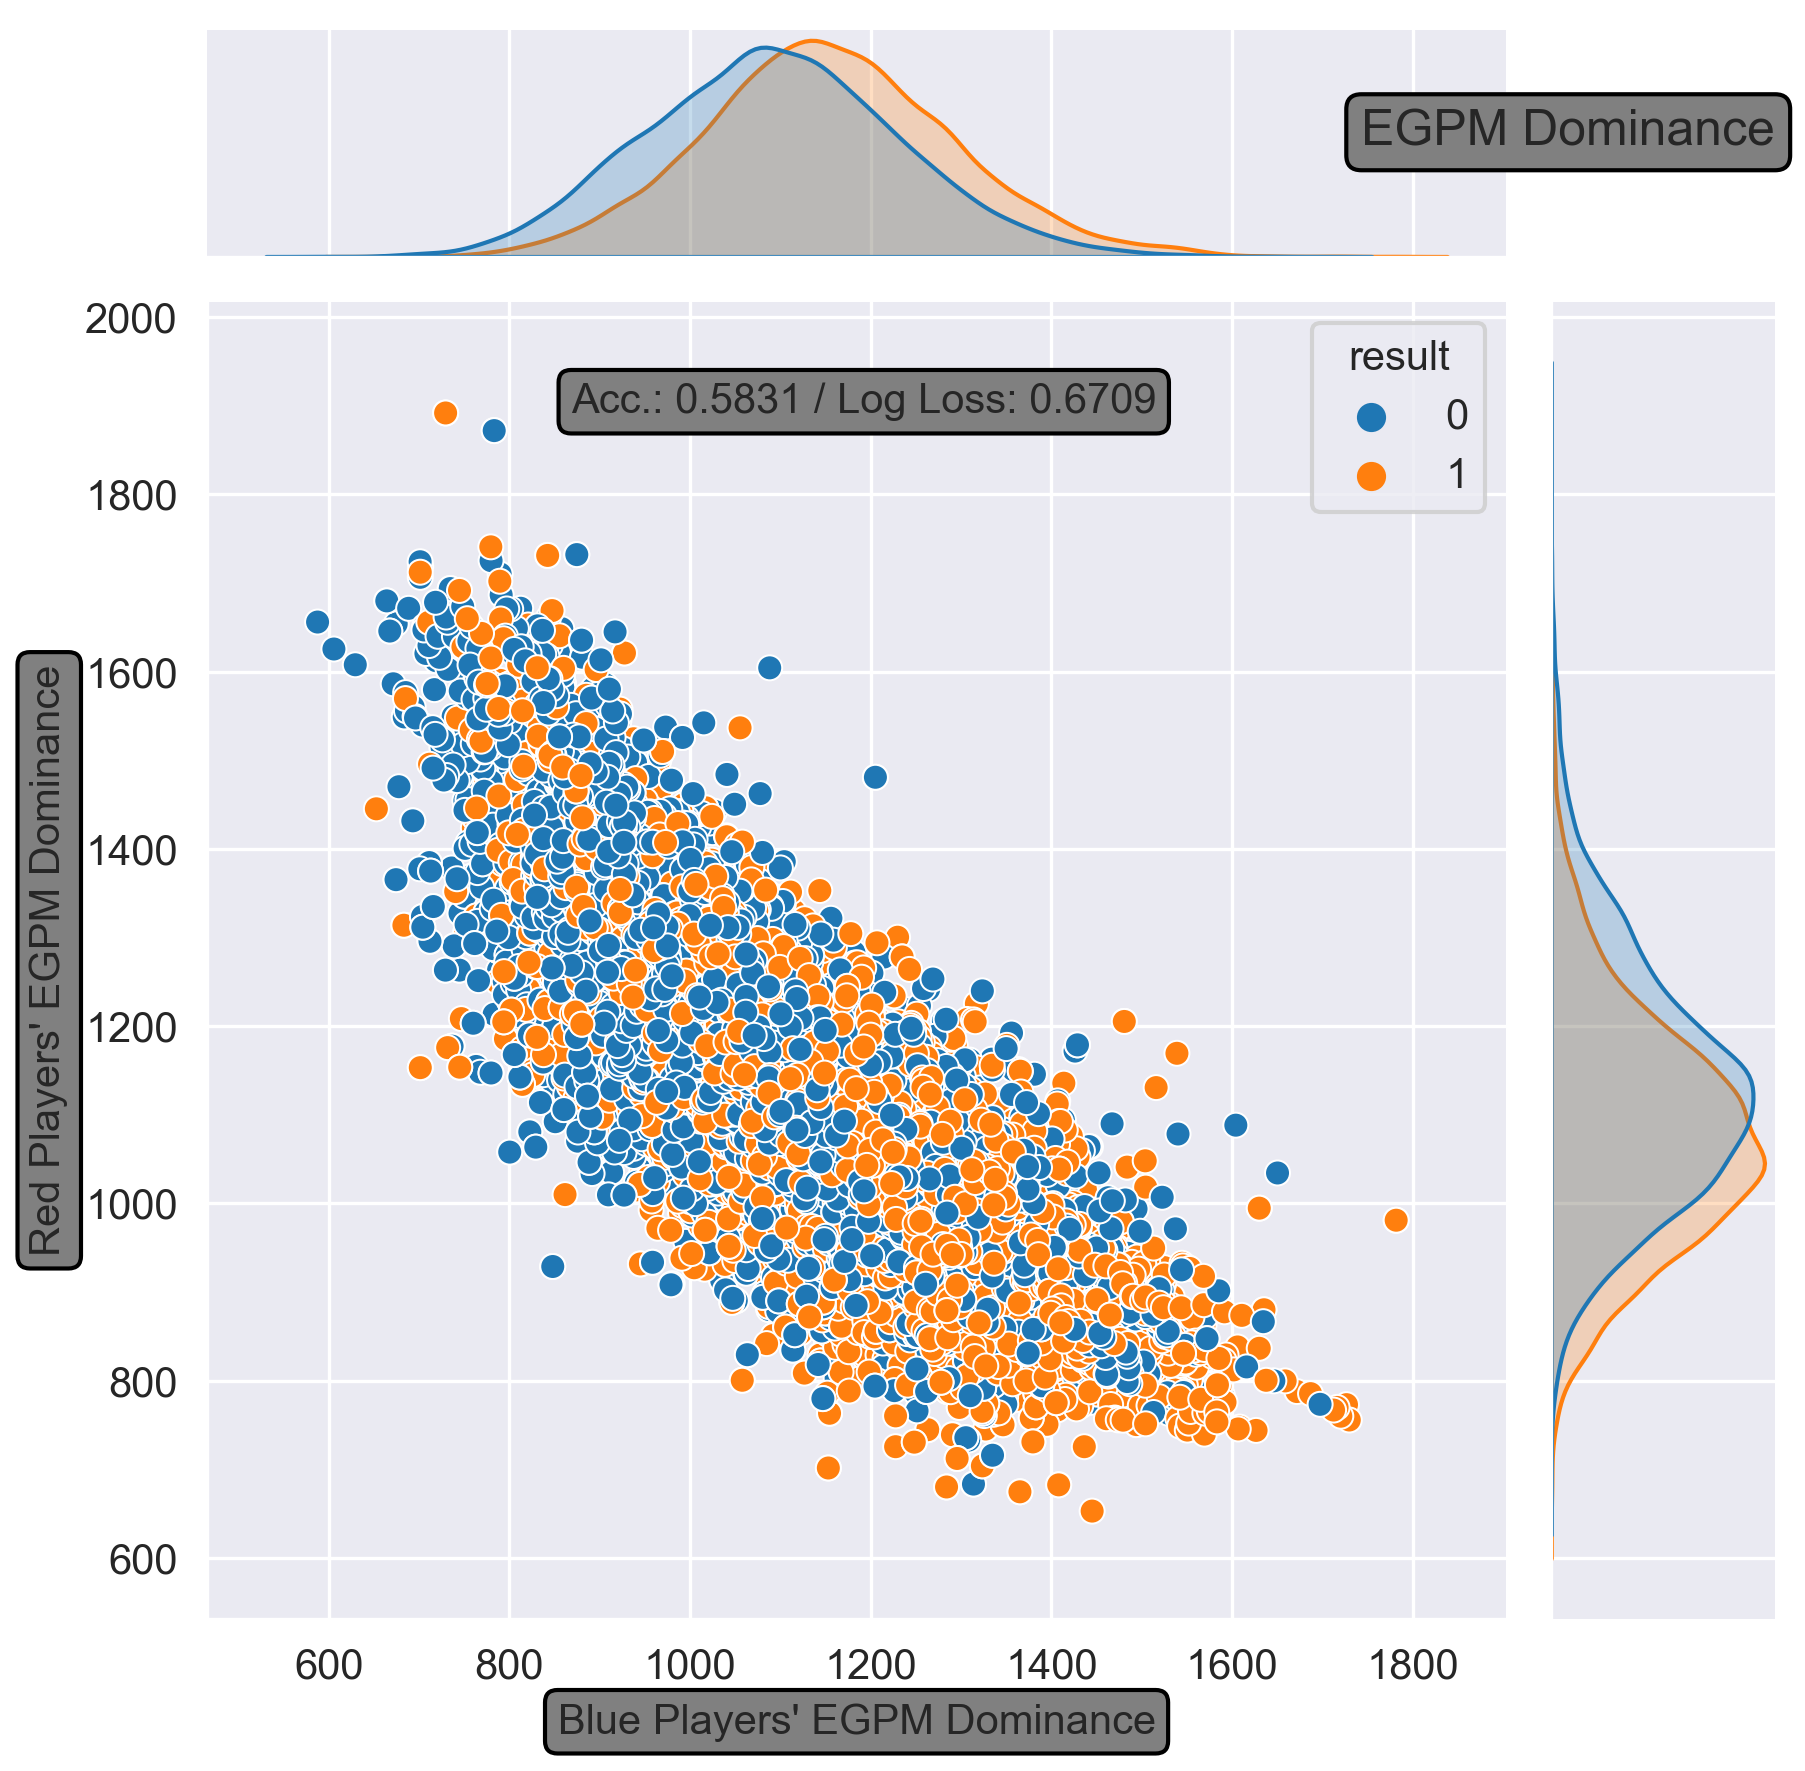 EGPM Dominance
Acc.: 0.5831 / Log Loss: 0.6709
result
0
1
2000
1800
1600
1400
1200
1000
800
600
Red Players' EGPM Dominance
600 800 1000 1200 1400 1600 1800
Blue Players' EGPM Dominance